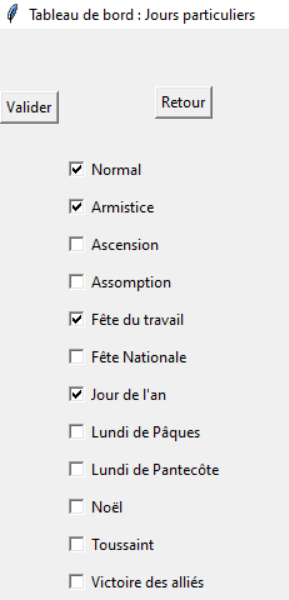 Tableau de bord : Jours particuliers
Valider
Retour
Normal
Armistice
Ascension
Assomption
Fête du travail
Fête Nationale
Jour de l'an
Lundi de Pâques
Lundi de Pantecôte
Noël
Toussaint
Victoire des alliés